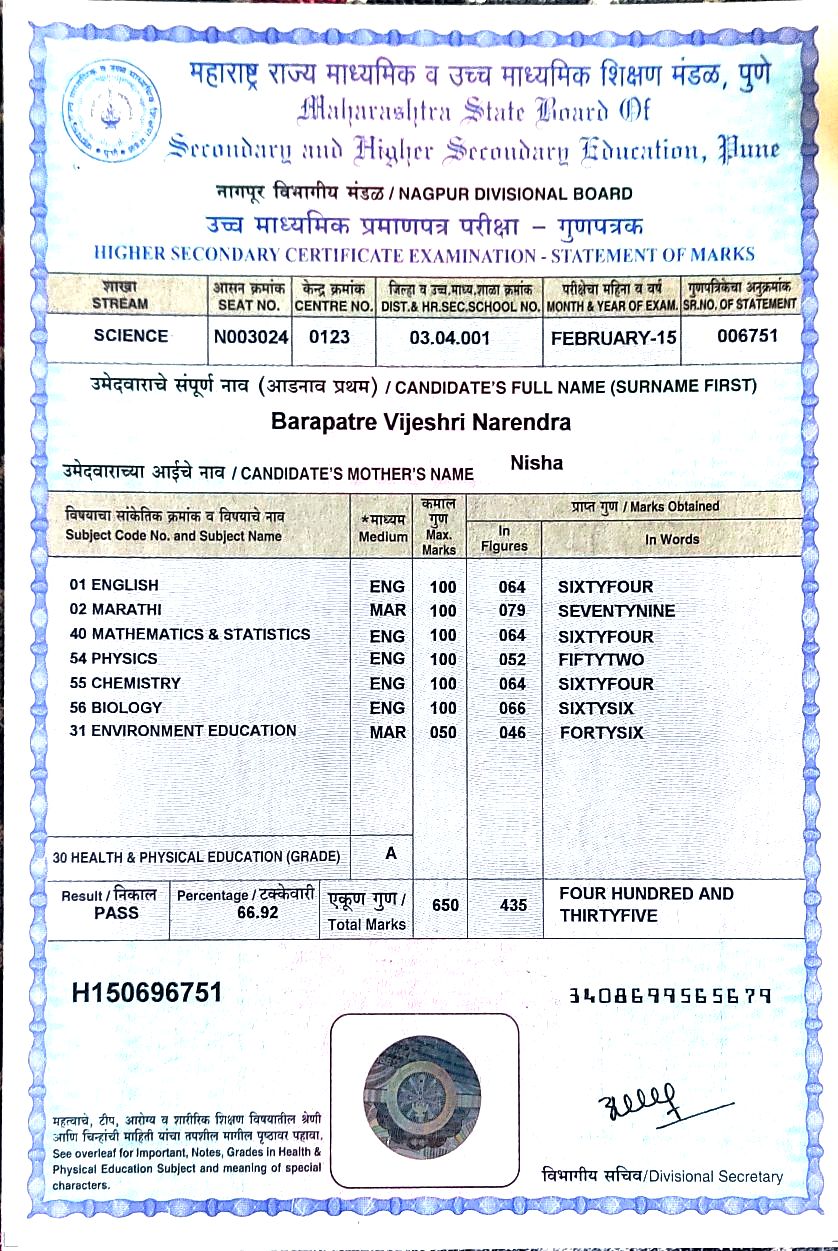 महाराष्ट्र राज्य माध्यमिक व उच्च माध्यमिक शिक्षण मंडळ, पुणे
Maharashtra State Board Of
Secondary and Higher Secondary Education, Pune
नागपूर विभागीय मंडळ / NAGPUR DIVISIONAL BOARD
उच्च माध्यमिक प्रमाणपत्र परीक्षा – गुणपत्रक
HIGHER SECONDARY CERTIFICATE EXAMINATION - STATEMENT OF MARKS
शाखा आसन क्रमांक केन्द्र क्रमांक जिल्हा व उच्च.माध्य.शाळा क्रमांक परीक्षेचा महिना व वर्ष गुणपत्रिकेचा अनुक्रमांक
STREAM SEAT NO. CENTRE NO. DIST.& HR.SEC.SCHOOL NO. MONTH & YEAR OF EXAM. SR.NO. OF STATEMENT
SCIENCE N003024 0123 03.04.001 FEBRUARY-15 006751
उमेदवाराचे संपूर्ण नाव (आडनाव प्रथम) / CANDIDATE'S FULL NAME (SURNAME FIRST)
Barapatre Vijeshri Narendra
उमेदवाराच्या आईचे नाव / CANDIDATE'S MOTHER'S NAME Nisha
विषयाचा सांकेतिक क्रमांक व विषयाचे नाव
Subject Code No. and Subject Name
*माध्यम
Medium
कमाल
गुण
Max.
Marks
प्राप्त गुण / Marks Obtained
In
Figures
In Words
01 ENGLISH ENG 100 064 SIXTYFOUR
02 MARATHI MAR 100 079 SEVENTYNINE
40 MATHEMATICS & STATISTICS ENG 100 064 SIXTYFOUR
54 PHYSICS ENG 100 052 FIFTYTWO
55 CHEMISTRY ENG 100 064 SIXTYFOUR
56 BIOLOGY ENG 100 066 SIXTYSIX
31 ENVIRONMENT EDUCATION MAR 050 046 FORTYSIX
30 HEALTH & PHYSICAL EDUCATION (GRADE) A
Result / निकाल
PASS
Percentage / टक्केवारी
66.92
एकूण गुण /
Total Marks
650 435
FOUR HUNDRED AND
THIRTYFIVE
H150696751
3408699565679
महत्वाचे, टीप, आरोग्य व शारीरिक शिक्षण विषयातील श्रेणी
आणि चिन्हांची माहिती यांचा तपशील मागील पृष्ठावर पहावा.
See overleaf for Important, Notes, Grades in Health &
Physical Education Subject and meaning of special
characters.
विभागीय सचिव/Divisional Secretary